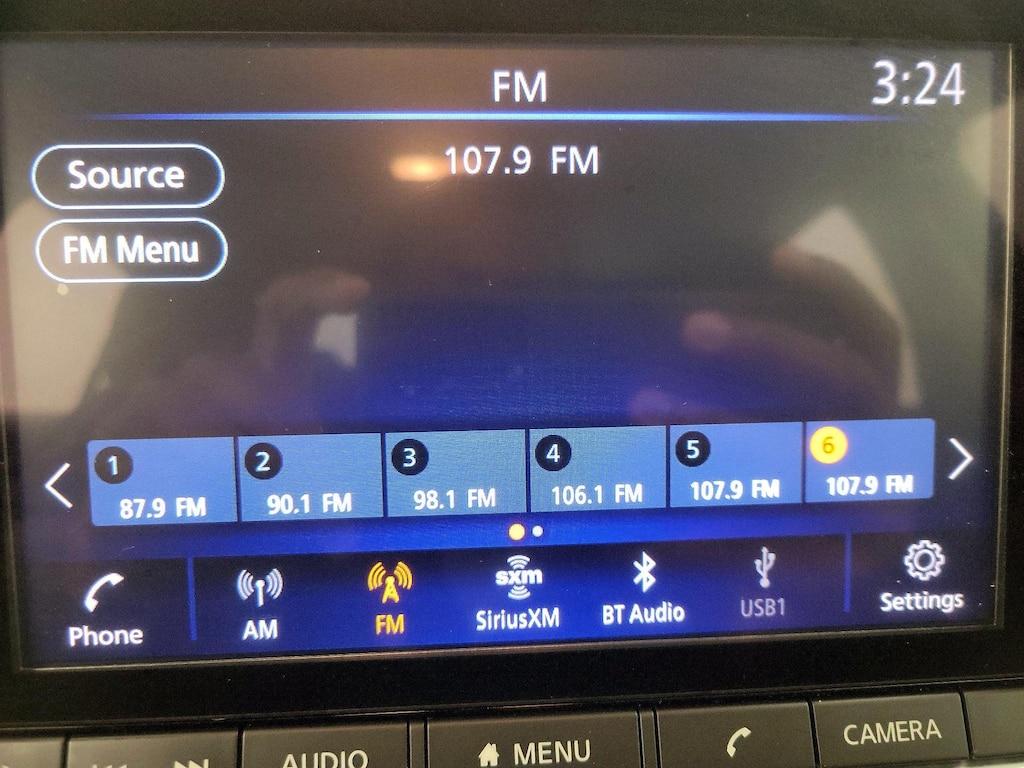 FM
3:24
Source
107.9 FM
FM Menu
1
2
3
4
5
6
87.9 FM
90.1 FM
98.1 FM
106.1 FM
107.9 FM
107.9 FM
sxm
Phone
AM
FM
SiriusXM
BT Audio
USB1
Settings
AUDIO
MENU
CAMERA